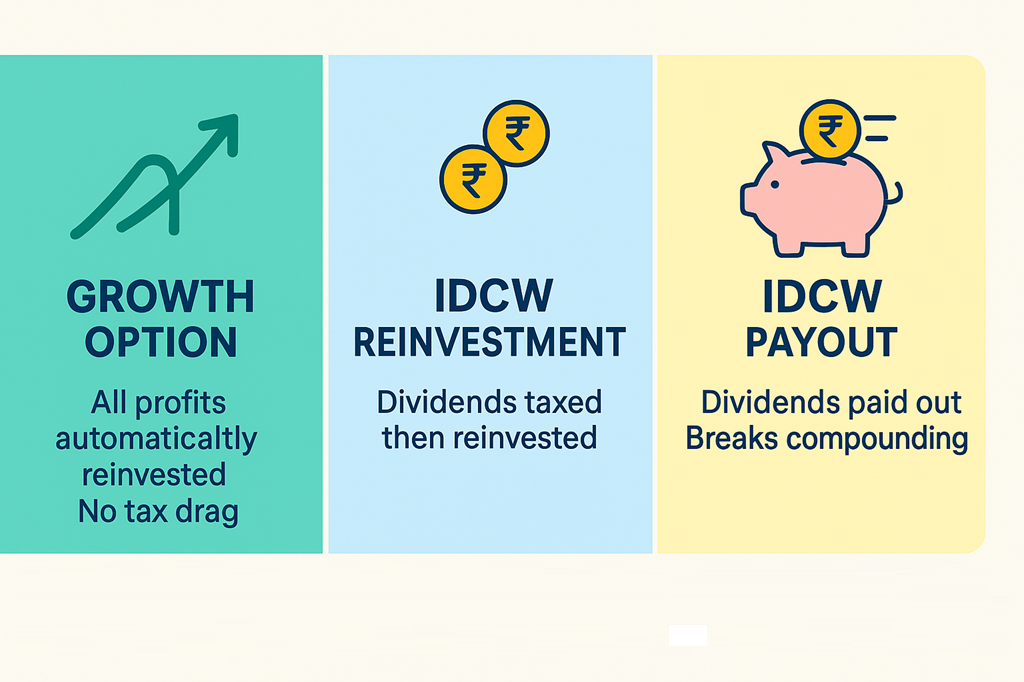 GROWTH
OPTION
All profits
automaticaltly
reinvested
No tax drag
₹
₹
IDCW
REINVESTMENT
Dividends taxed
then reinvested
₹
IDCW
PAYOUT
Dividends paid out
Breaks compounding